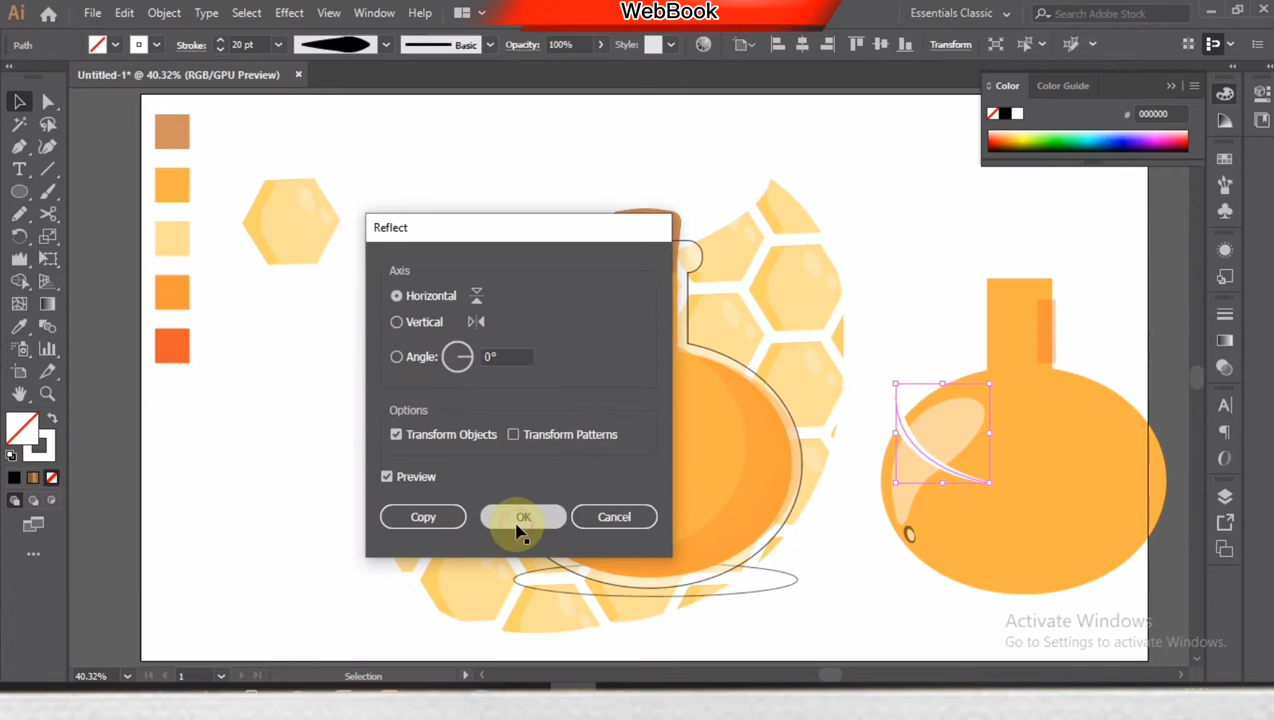 WebBook
Ai File Edit Object Type Select Effect View Window Help Essentials Classic Search Adobe Stock
Path Stroke: 20 pt Basic Opacity: 100% Style: Transform
Untitled-1* @ 40.32% (RGB/GPU Preview)
Color Color Guide
# 000000
Reflect
Axis
Horizontal
Vertical
Angle: 0°
Options
Transform Objects Transform Patterns
Preview
Copy OK Cancel
Activate Windows
Go to Settings to activate Windows.
40.32% 1 Selection